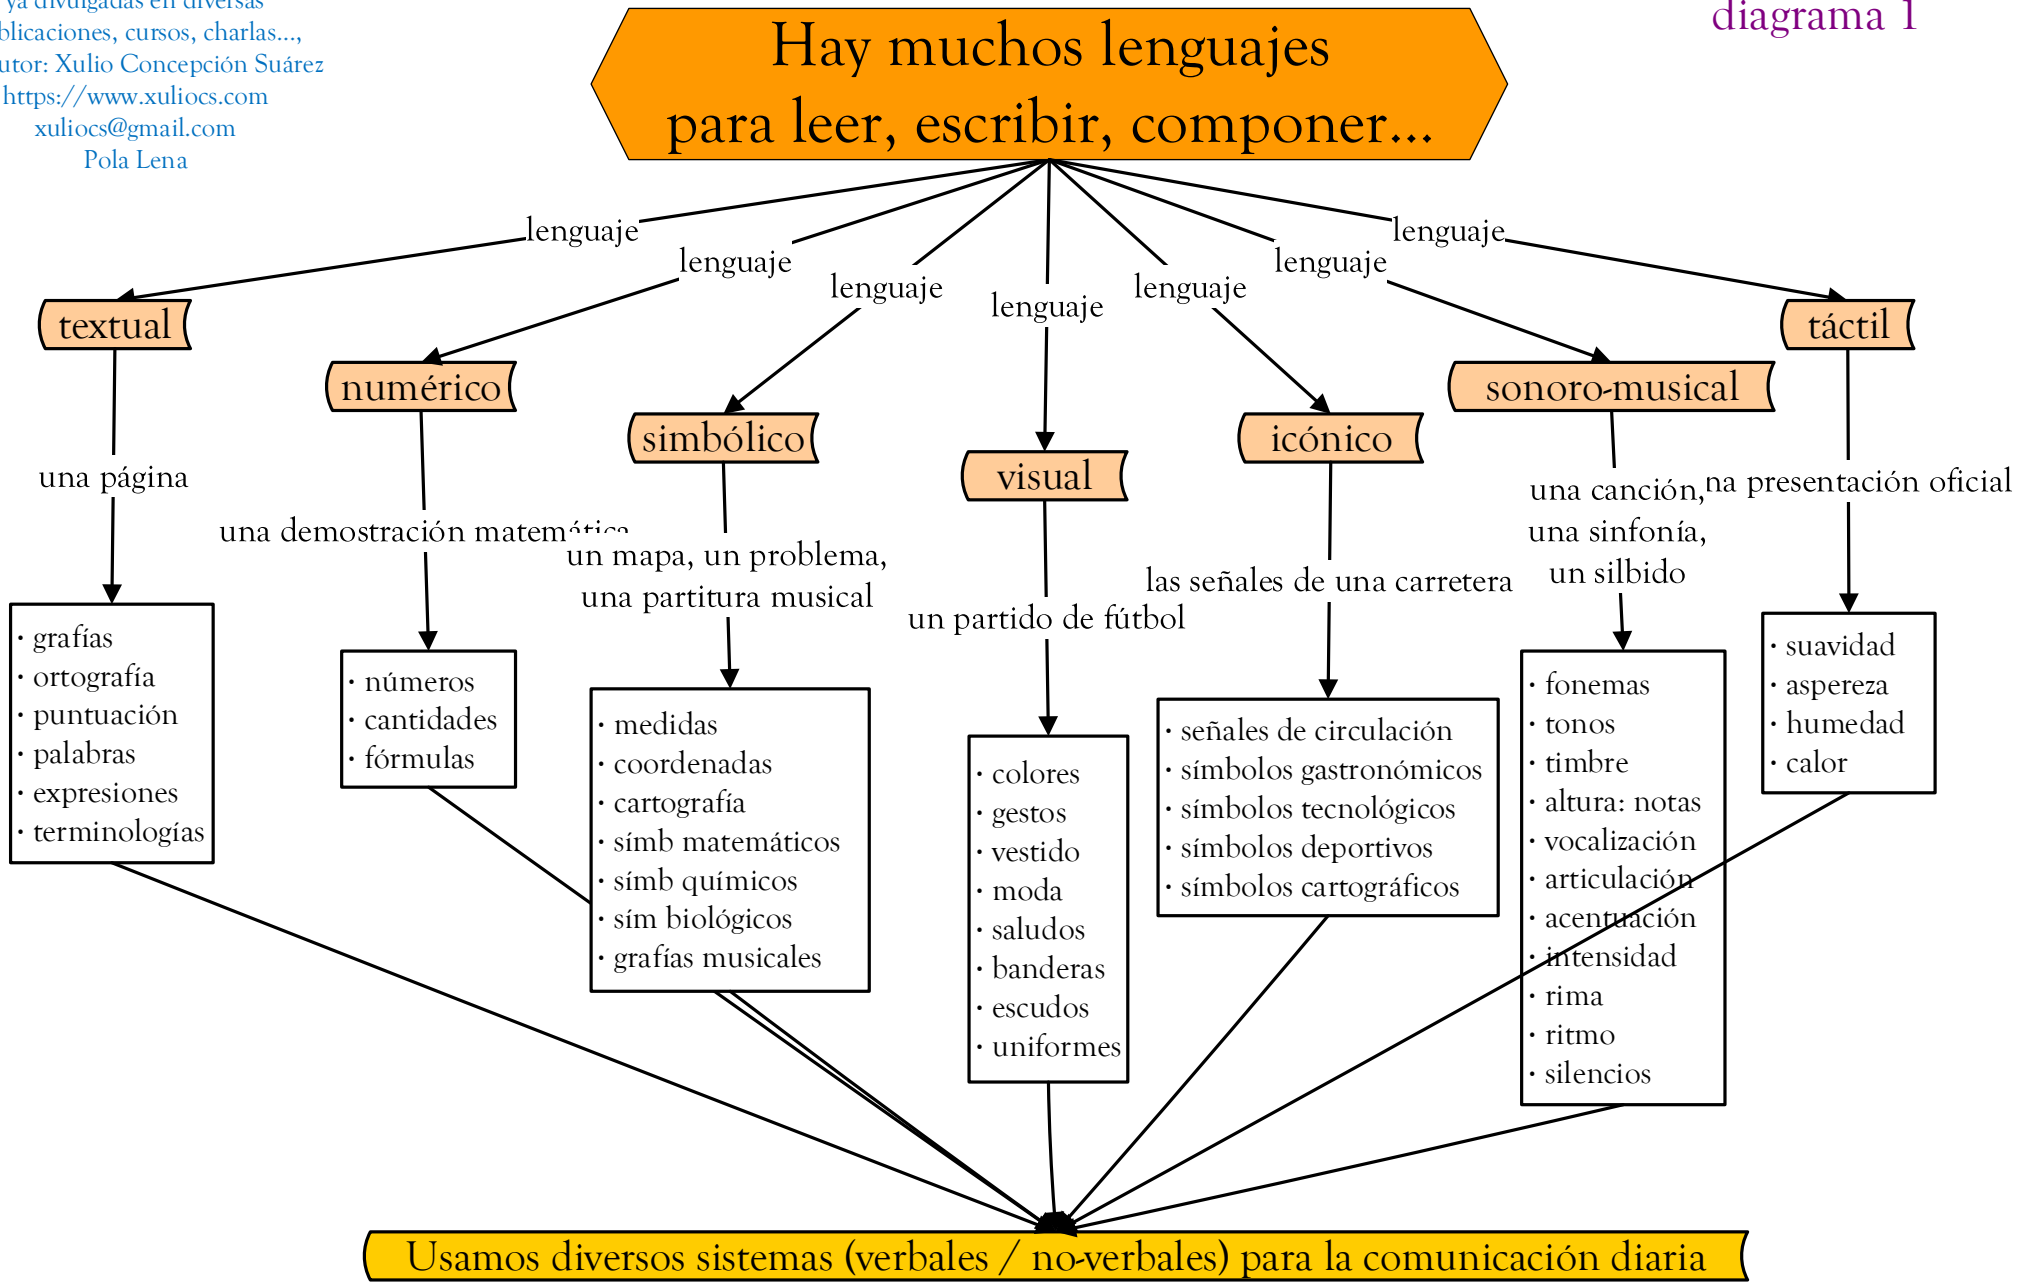 ya divulgadas en diversas
blicaciones, cursos, charlas...,
utor: Xulio Concepción Suárez
https://www.xuliocs.com
xuliocs@gmail.com
Pola Lena
diagrama 1
Hay muchos lenguajes
para leer, escribir, componer...
lenguaje
lenguaje
lenguaje
lenguaje
lenguaje
lenguaje
lenguaje
textual
numérico
simbólico
visual
icónico
sonoro-musical
táctil
una página
una demostración matemática
un mapa, un problema,
una partitura musical
un partido de fútbol
las señales de una carretera
una canción,
una sinfonía,
un silbido
na presentación oficial
· grafías
· ortografía
· puntuación
· palabras
· expresiones
· terminologías
· números
· cantidades
· fórmulas
· medidas
· coordenadas
· cartografía
· símb matemáticos
· símb químicos
· sím biológicos
· grafías musicales
· colores
· gestos
· vestido
· moda
· saludos
· banderas
· escudos
· uniformes
· señales de circulación
· símbolos gastronómicos
· símbolos tecnológicos
· símbolos deportivos
· símbolos cartográficos
· fonemas
· tonos
· timbre
· altura: notas
· vocalización
· articulación
· acentuación
· intensidad
· rima
· ritmo
· silencios
· suavidad
· aspereza
· humedad
· calor
Usamos diversos sistemas (verbales / no-verbales) para la comunicación diaria